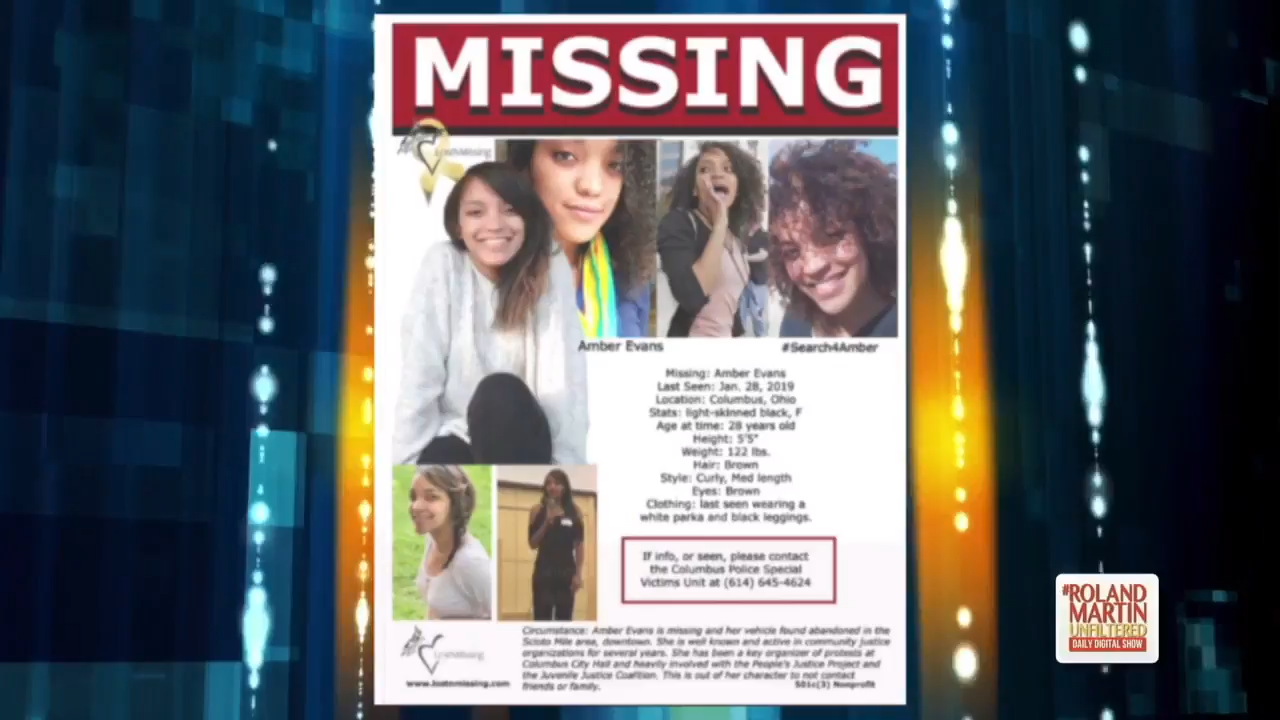 MISSING
LostNMissing
Amber Evans
#Search4Amber
Missing: Amber Evans
Last Seen: Jan. 28, 2019
Location: Columbus, Ohio
Stats: light-skinned black, F
Age at time: 28 years old
Height: 5'5"
Weight: 122 lbs.
Hair: Brown
Style: Curly, Med length
Eyes: Brown
Clothing: last seen wearing a
white parka and black leggings.
If info, or seen, please contact
the Columbus Police Special
Victims Unit at (614) 645-4624
Circumstance: Amber Evans is missing and her vehicle found abandoned in the
Scioto Mile area, downtown. She is well known and active in community justice
organizations for several years. She has been a key organizer of protests at
Columbus City Hall and heavily involved with the People's Justice Project and
the Juvenile Justice Coalition. This is out of her character to not contact
friends or family.
LostNMissing
www.lostnmissing.com
501c(3) Nonprofit
#ROLAND
MARTIN
UNFILTERED
DAILY DIGITAL SHOW